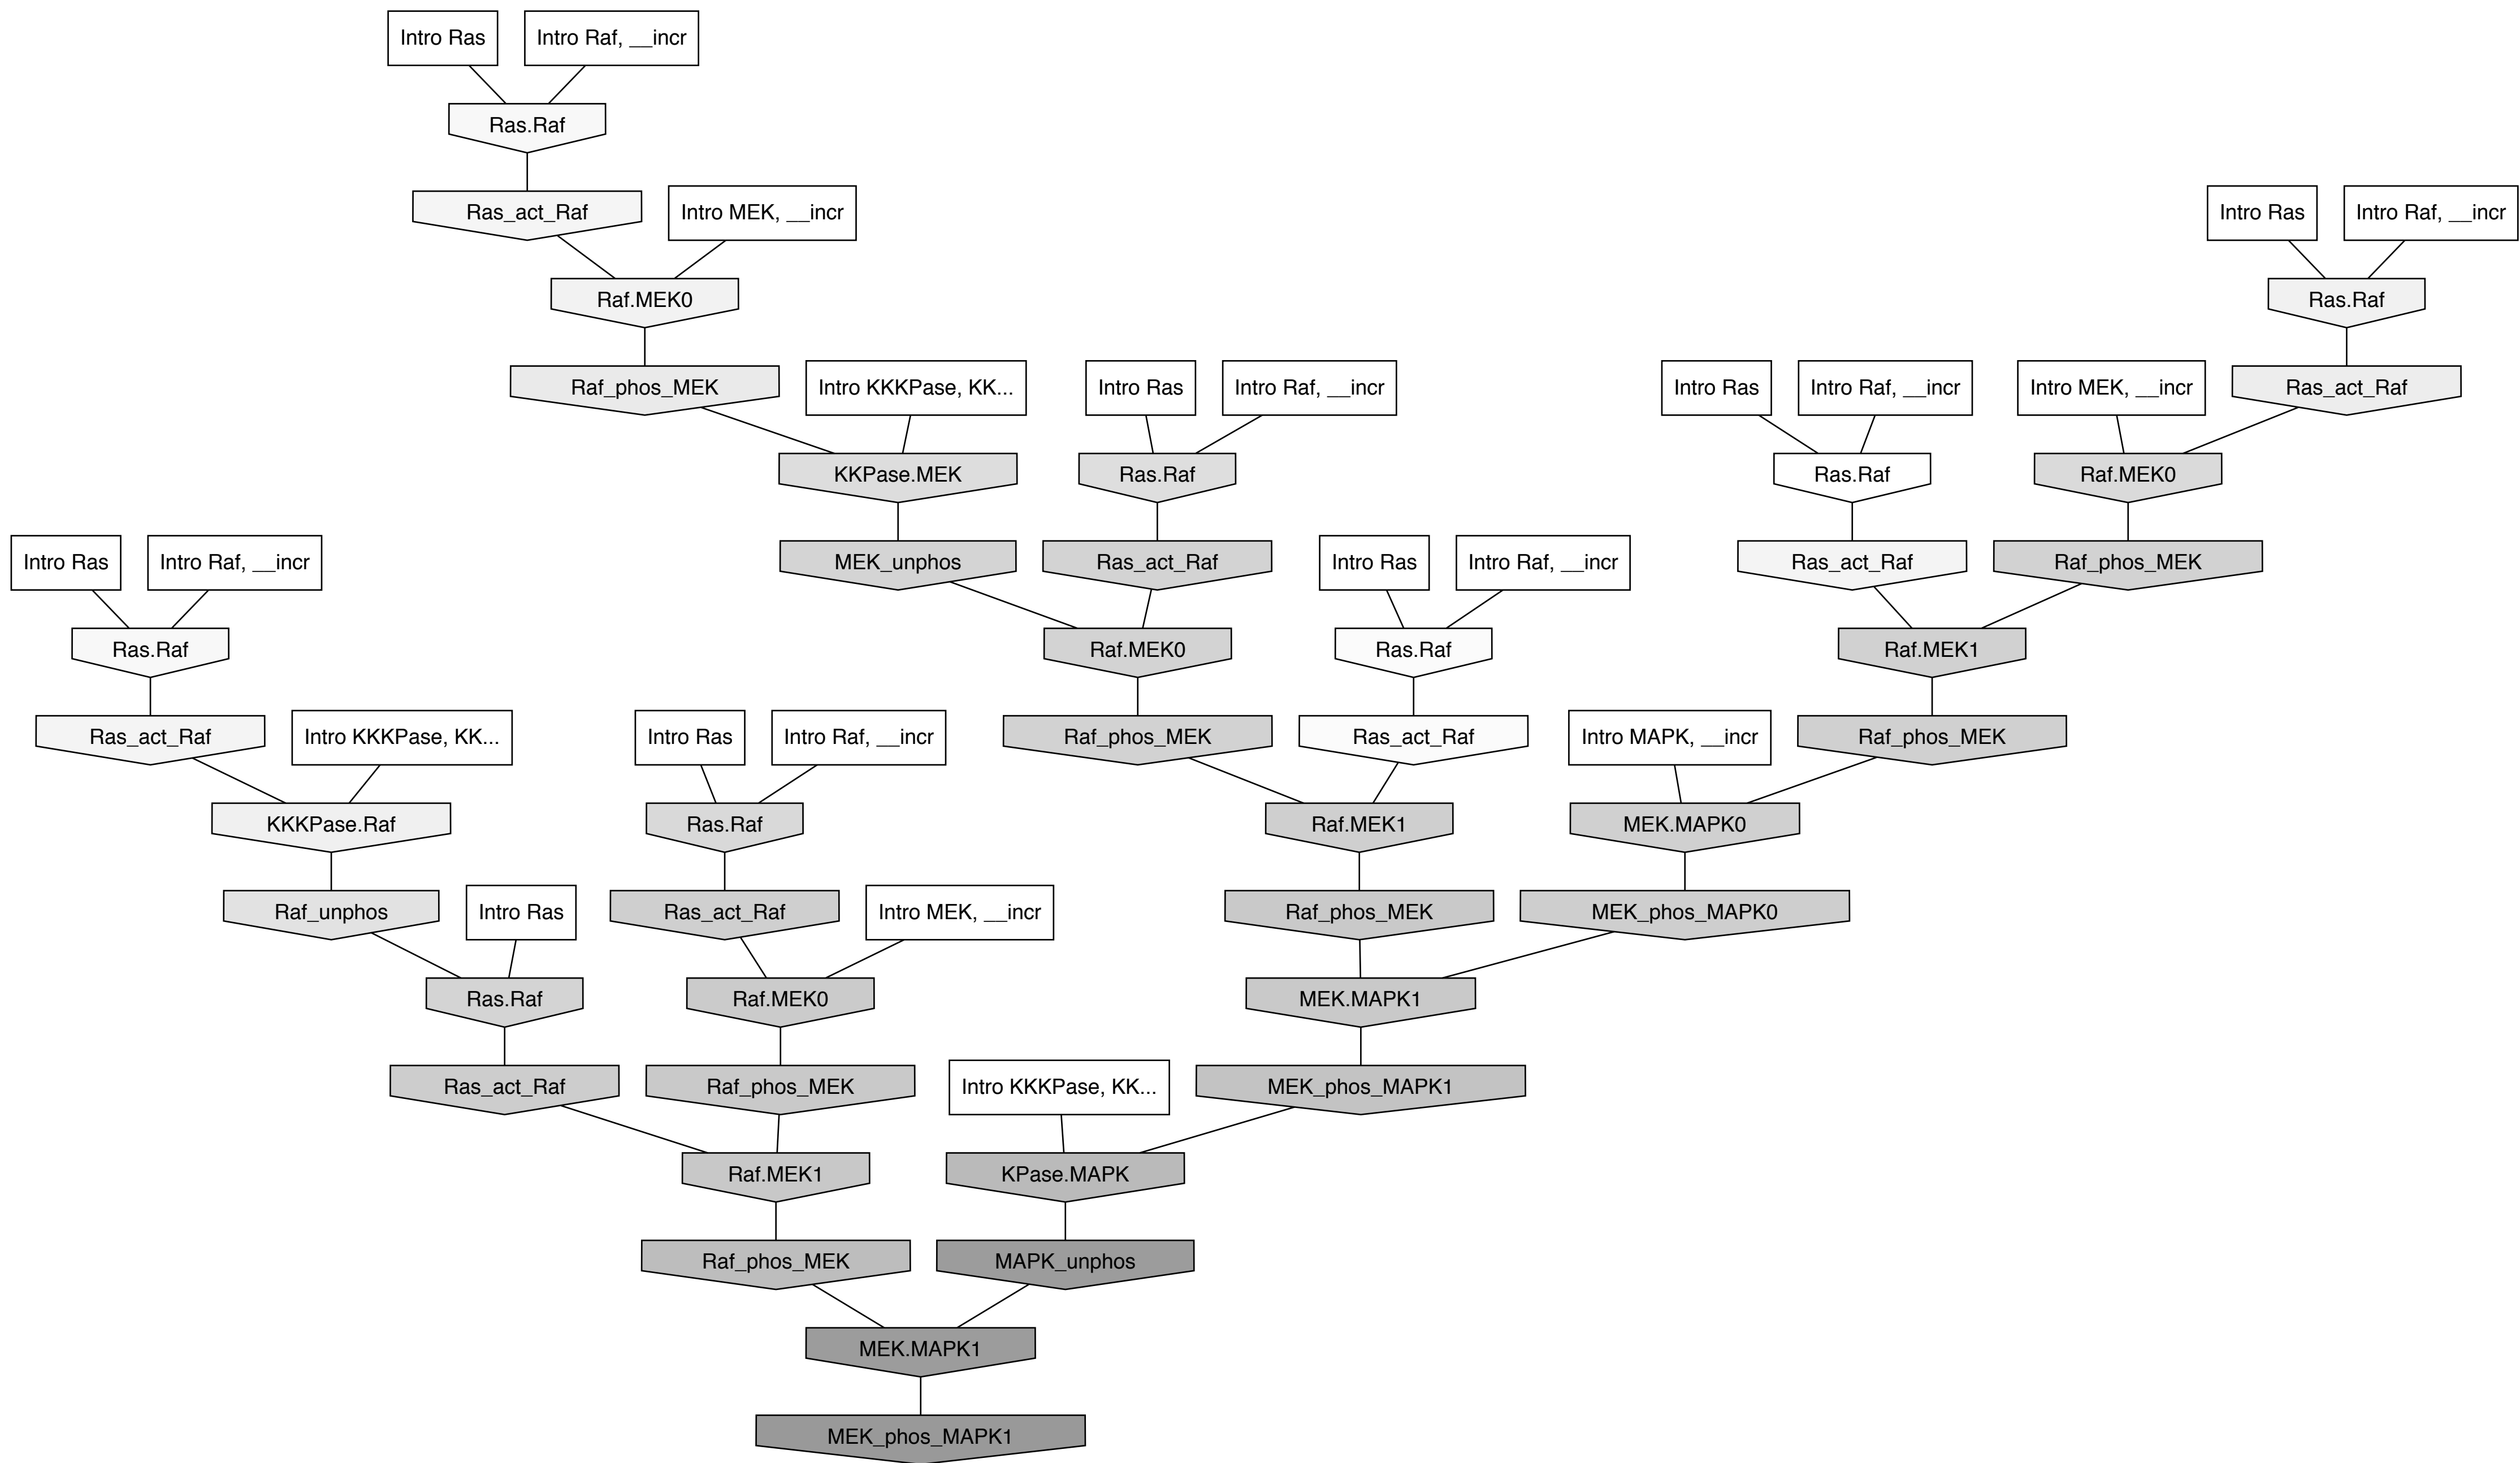 Intro Ras
Intro Raf, __incr
Ras.Raf
Ras_act_Raf
Intro MEK, __incr
Intro Ras
Intro Raf, __incr
Raf.MEK0
Ras.Raf
Raf_phos_MEK
Intro KKKPase, KK...
Intro Ras
Intro Raf, __incr
Intro Ras
Intro Raf, __incr
Intro MEK, __incr
Ras_act_Raf
KKPase.MEK
Ras.Raf
Ras.Raf
Raf.MEK0
Intro Ras
Intro Raf, __incr
MEK_unphos
Ras_act_Raf
Intro Ras
Intro Raf, __incr
Ras_act_Raf
Raf_phos_MEK
Ras.Raf
Raf.MEK0
Ras.Raf
Raf.MEK1
Ras_act_Raf
Intro KKKPase, KK...
Intro Ras
Intro Raf, __incr
Raf_phos_MEK
Ras_act_Raf
Intro MAPK, __incr
Raf_phos_MEK
KKKPase.Raf
Ras.Raf
Raf.MEK1
MEK.MAPK0
Raf_unphos
Intro Ras
Ras_act_Raf
Intro MEK, __incr
Raf_phos_MEK
MEK_phos_MAPK0
Ras.Raf
Raf.MEK0
MEK.MAPK1
Ras_act_Raf
Raf_phos_MEK
Intro KKKPase, KK...
MEK_phos_MAPK1
Raf.MEK1
KPase.MAPK
Raf_phos_MEK
MAPK_unphos
MEK.MAPK1
MEK_phos_MAPK1